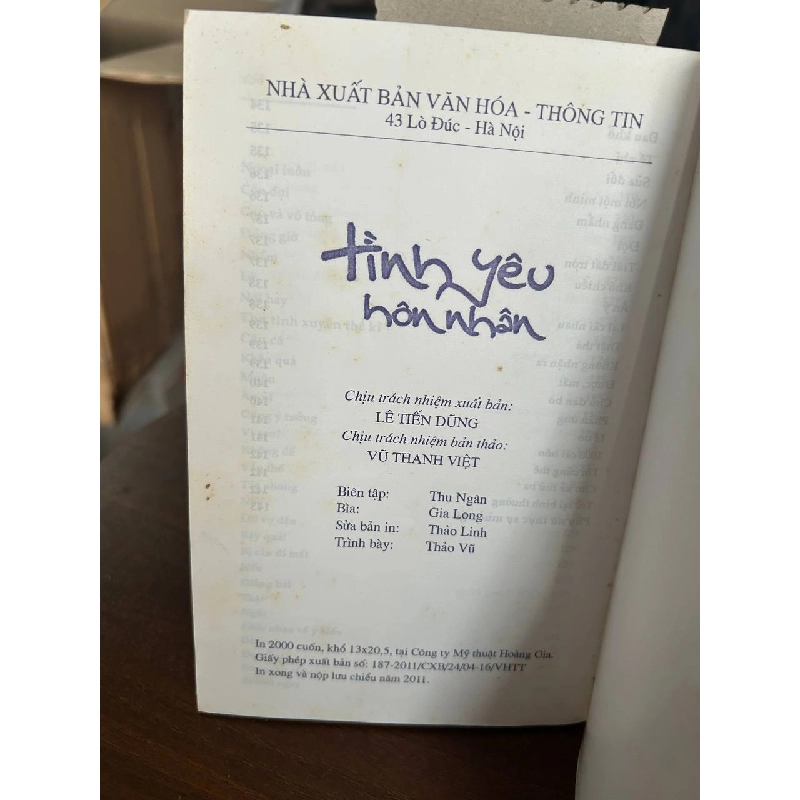 NHÀ XUẤT BẢN VĂN HÓA - THÔNG TIN
43 Lò Đúc - Hà Nội
tình yêu
hôn nhân
Chịu trách nhiệm xuất bản:
LÊ TIẾN DŨNG
Chịu trách nhiệm bản thảo:
VŨ THANH VIỆT
Biên tập: Thu Ngân
Bìa: Gia Long
Sửa bản in: Thảo Linh
Trình bày: Thảo Vũ
In 2000 cuốn, khổ 13x20,5, tại Công ty Mỹ thuật Hoàng Gia.
Giấy phép xuất bản số: 187-2011/CXB/24/04-16/VHTT
In xong và nộp lưu chiểu năm 2011.